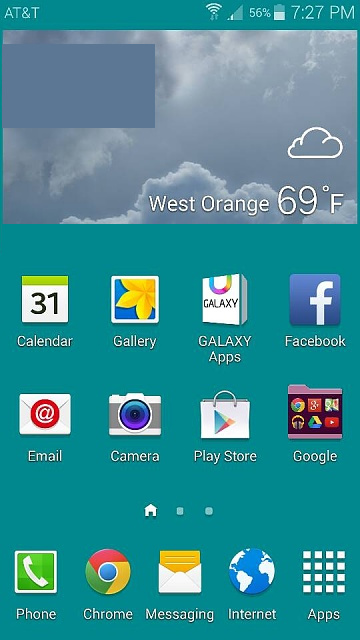 AT&T 56% 7:27 PM
West Orange 69°F
31
GALAXY
Calendar Gallery GALAXY Apps Facebook
@
Email Camera Play Store Google
Phone Chrome Messaging Internet Apps